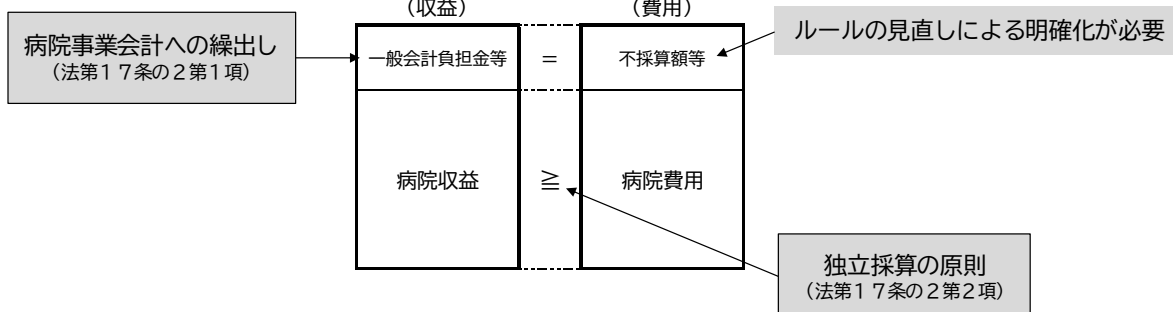 (収益)
(費用)
病院事業会計への繰出し
(法第17条の2第1項)
一般会計負担金等
=
不採算額等
ルールの見直しによる明確化が必要
病院収益
≧
病院費用
独立採算の原則
(法第17条の2第2項)